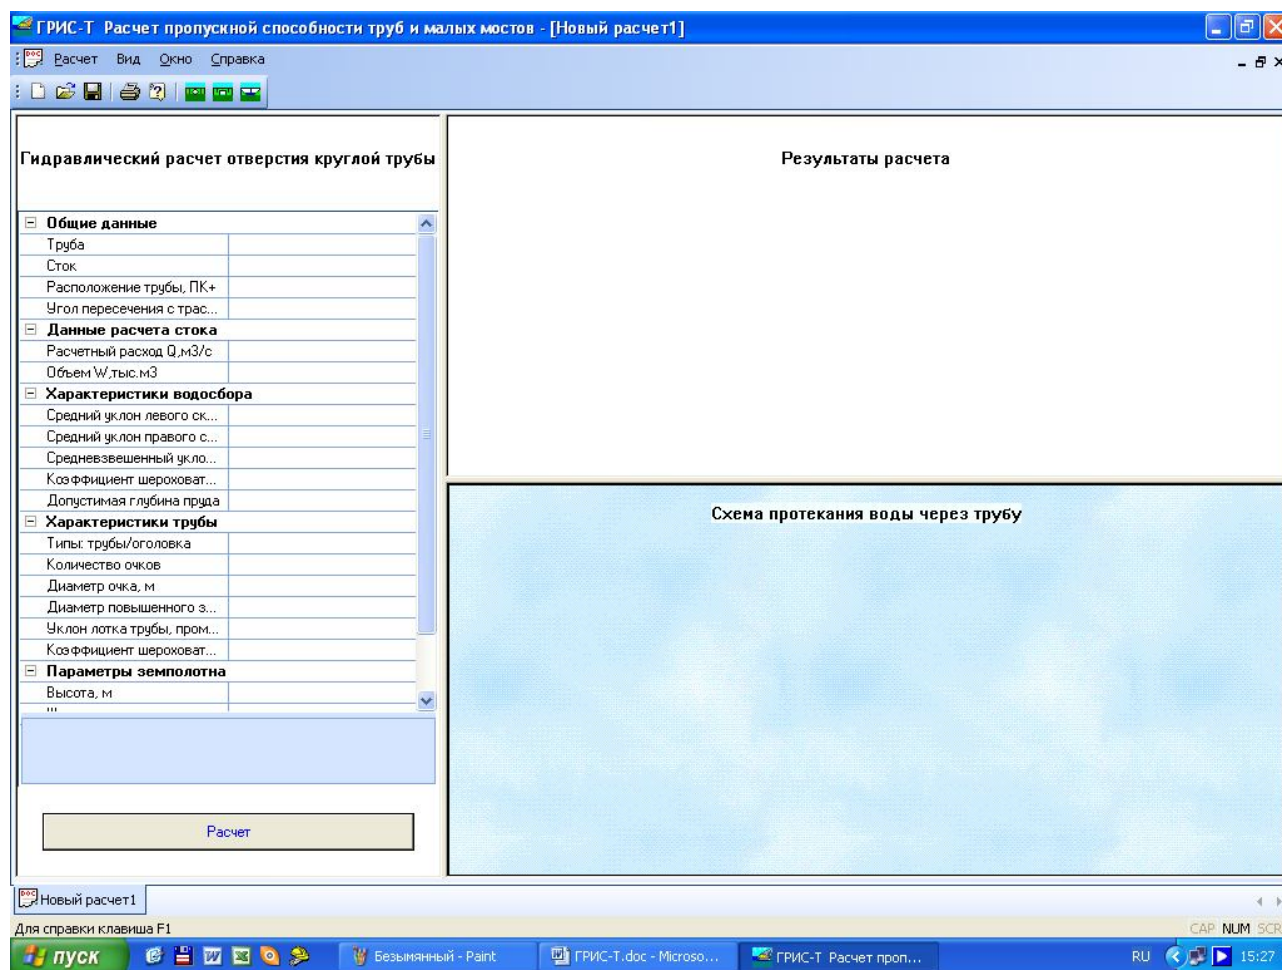 ГРИС-Т Расчет пропускной способности труб и малых мостов - [Новый расчет1]
Расчет Вид Окно Справка
Гидравлический расчет отверстия круглой трубы
Общие данные
Труба
Сток
Расположение трубы, ПК+
Угол пересечения с трас...
Данные расчета стока
Расчетный расход Q,м3/с
Объем W,тыс.м3
Характеристики водосбора
Средний уклон левого ск...
Средний уклон правого с...
Средневзвешенный укло...
Коэффициент шероховат...
Допустимая глубина пруда
Характеристики трубы
Типы: трубы/оголовка
Количество очков
Диаметр очка, м
Диаметр повышенного з...
Уклон лотка трубы, пром...
Коэффициент шероховат...
Параметры земполотна
Высота, м
Расчет
Результаты расчета
Схема протекания воды через трубу
Новый расчет1
Для справки клавиша F1
CAP NUM SCR
пуск
Безымянный - Paint
ГРИС-Т.doc - Microso...
ГРИС-Т Расчет проп...
RU
15:27